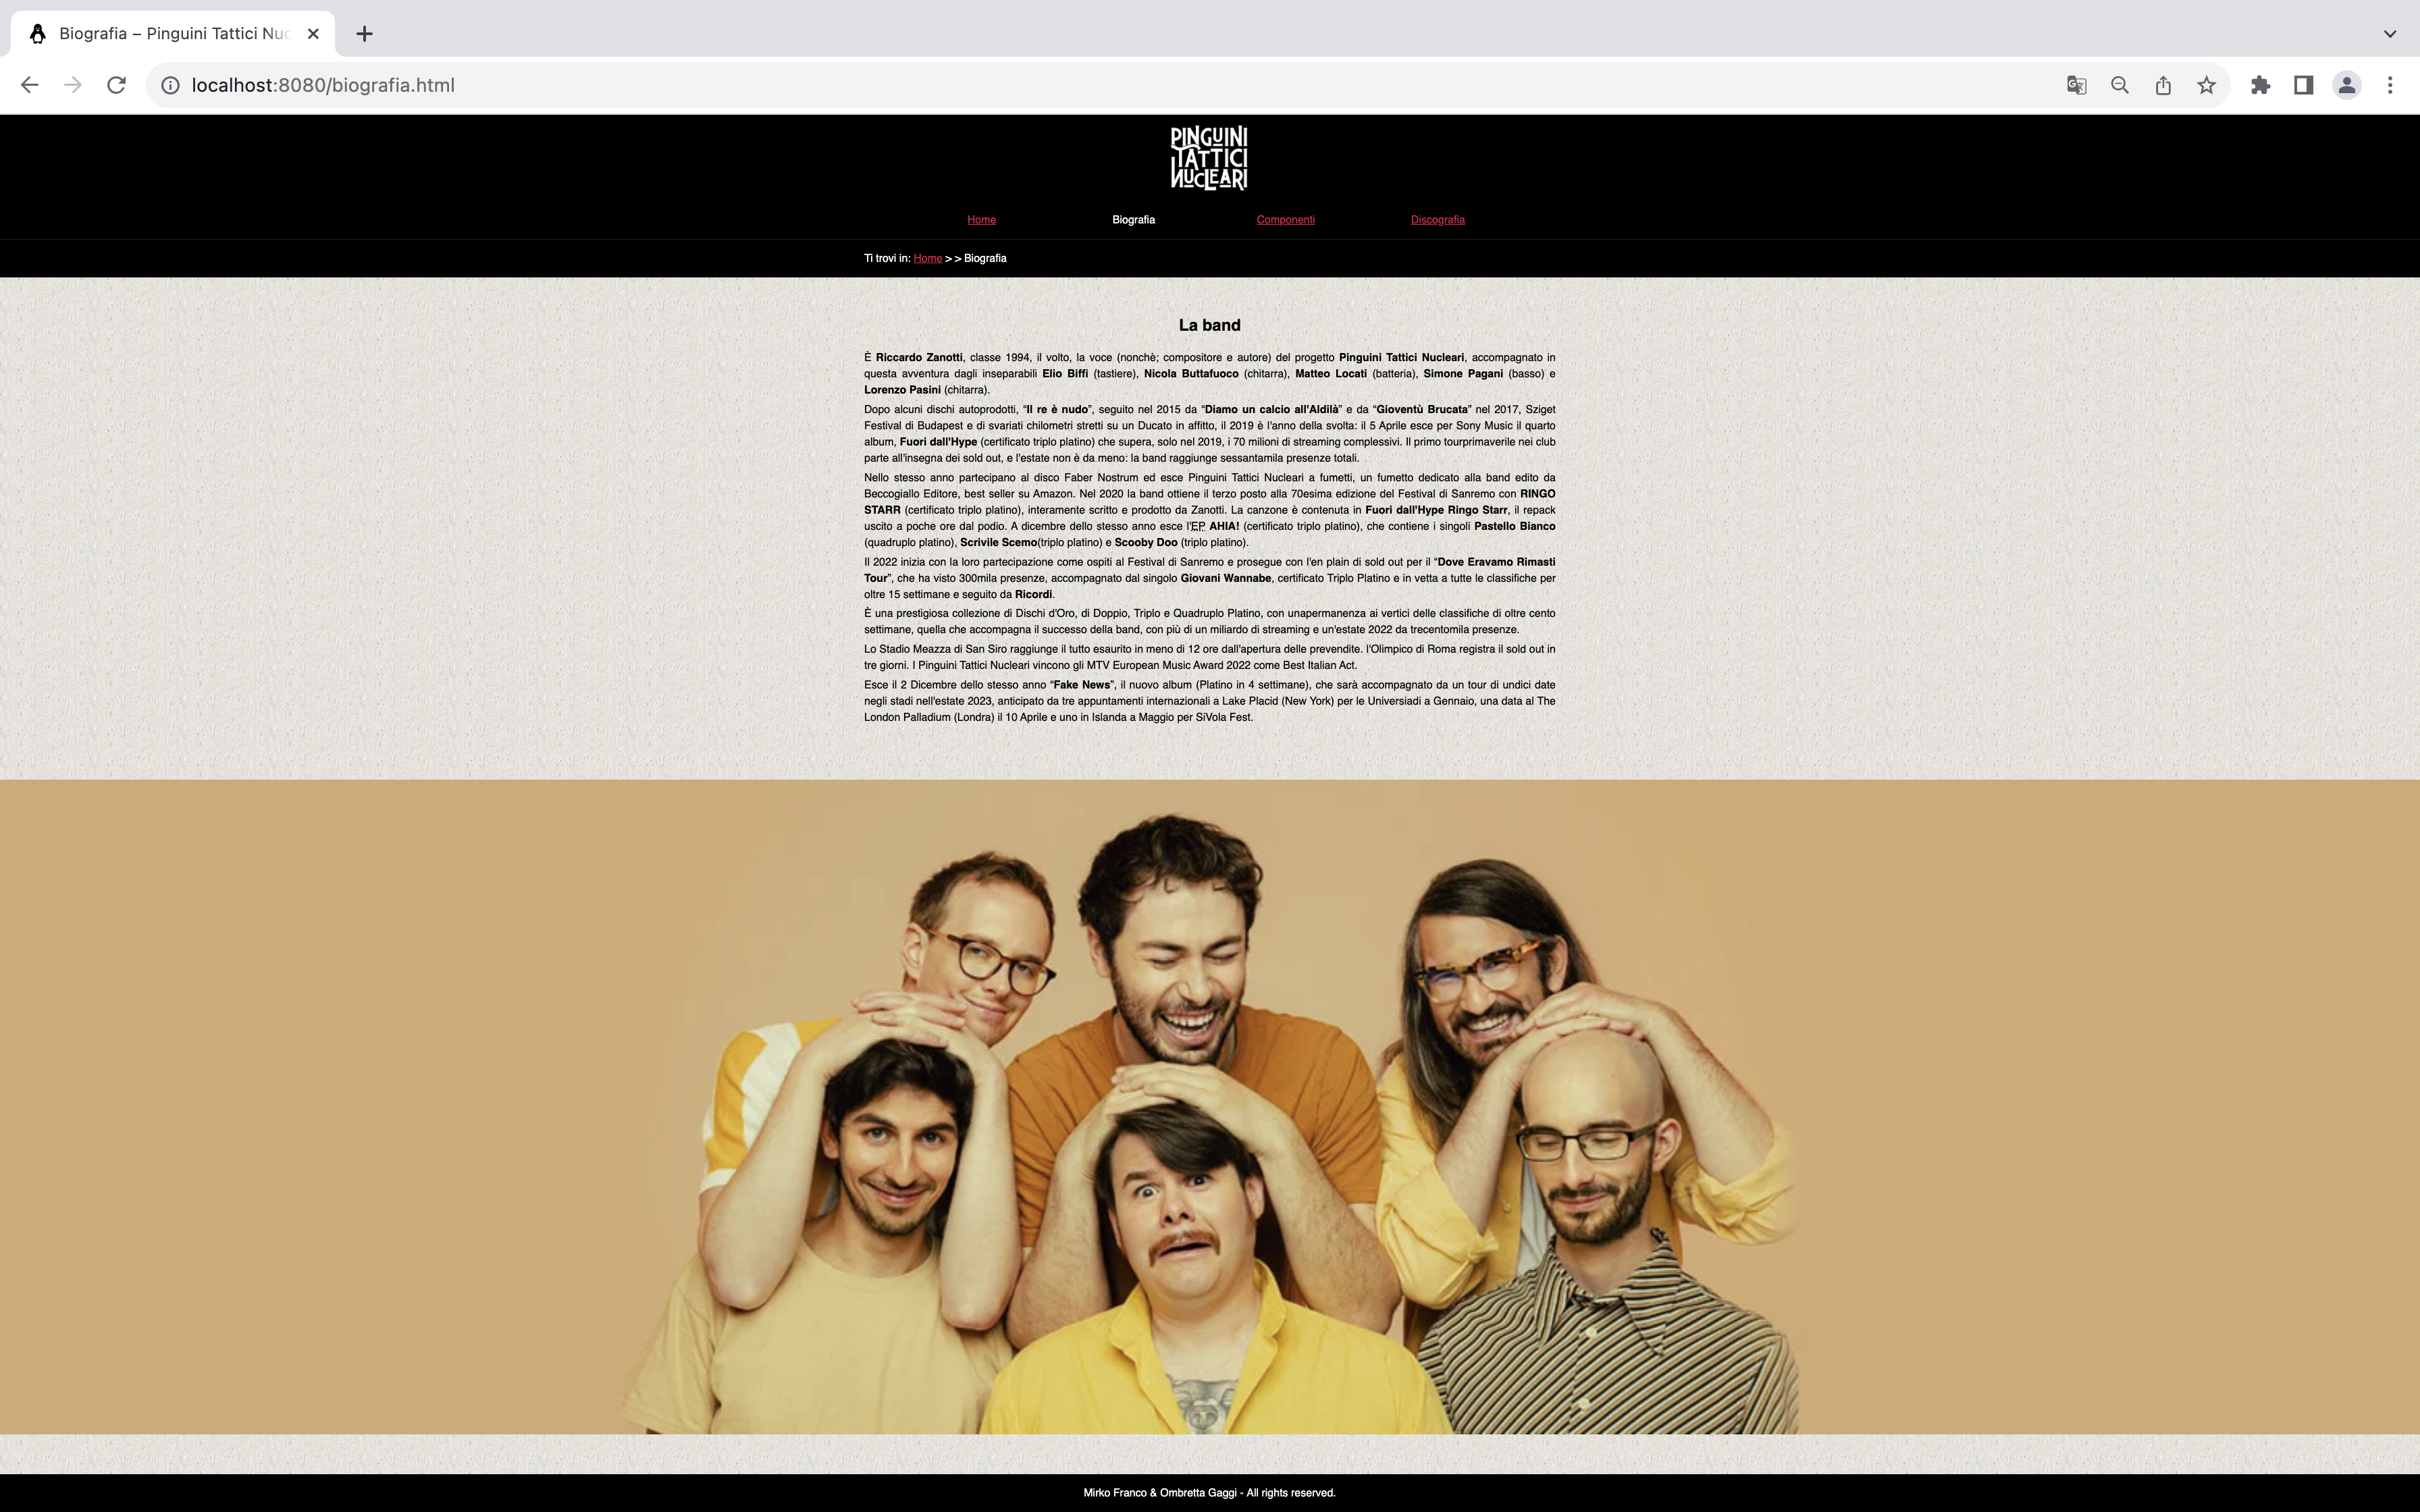 Biografia – Pinguini Tattici Nuc
localhost:8080/biografia.html
PINGUINI
TATTICI
NUCLEARI
Home Biografia Componenti Discografia
Ti trovi in: Home > > Biografia
La band
È Riccardo Zanotti, classe 1994, il volto, la voce (nonchè; compositore e autore) del progetto Pinguini Tattici Nucleari, accompagnato in
questa avventura dagli inseparabili Elio Biffi (tastiere), Nicola Buttafuoco (chitarra), Matteo Locati (batteria), Simone Pagani (basso) e
Lorenzo Pasini (chitarra).
Dopo alcuni dischi autoprodotti, “Il re è nudo”, seguito nel 2015 da “Diamo un calcio all'Aldilà” e da “Gioventù Brucata” nel 2017, Sziget
Festival di Budapest e di svariati chilometri stretti su un Ducato in affitto, il 2019 è l'anno della svolta: il 5 Aprile esce per Sony Music il quarto
album, Fuori dall'Hype (certificato triplo platino) che supera, solo nel 2019, i 70 milioni di streaming complessivi. Il primo tourprimaverile nei club
parte all'insegna dei sold out, e l'estate non è da meno: la band raggiunge sessantamila presenze totali.
Nello stesso anno partecipano al disco Faber Nostrum ed esce Pinguini Tattici Nucleari a fumetti, un fumetto dedicato alla band edito da
Beccogiallo Editore, best seller su Amazon. Nel 2020 la band ottiene il terzo posto alla 70esima edizione del Festival di Sanremo con RINGO
STARR (certificato triplo platino), interamente scritto e prodotto da Zanotti. La canzone è contenuta in Fuori dall'Hype Ringo Starr, il repack
uscito a poche ore dal podio. A dicembre dello stesso anno esce l'EP AHIA! (certificato triplo platino), che contiene i singoli Pastello Bianco
(quadruplo platino), Scrivile Scemo(triplo platino) e Scooby Doo (triplo platino).
Il 2022 inizia con la loro partecipazione come ospiti al Festival di Sanremo e prosegue con l'en plain di sold out per il “Dove Eravamo Rimasti
Tour”, che ha visto 300mila presenze, accompagnato dal singolo Giovani Wannabe, certificato Triplo Platino e in vetta a tutte le classifiche per
oltre 15 settimane e seguito da Ricordi.
È una prestigiosa collezione di Dischi d'Oro, di Doppio, Triplo e Quadruplo Platino, con unapermanenza ai vertici delle classifiche di oltre cento
settimane, quella che accompagna il successo della band, con più di un miliardo di streaming e un'estate 2022 da trecentomila presenze.
Lo Stadio Meazza di San Siro raggiunge il tutto esaurito in meno di 12 ore dall'apertura delle prevendite. l'Olimpico di Roma registra il sold out in
tre giorni. I Pinguini Tattici Nucleari vincono gli MTV European Music Award 2022 come Best Italian Act.
Esce il 2 Dicembre dello stesso anno “Fake News”, il nuovo album (Platino in 4 settimane), che sarà accompagnato da un tour di undici date
negli stadi nell'estate 2023, anticipato da tre appuntamenti internazionali a Lake Placid (New York) per le Universiadi a Gennaio, una data al The
London Palladium (Londra) il 10 Aprile e uno in Islanda a Maggio per SiVola Fest.
Mirko Franco & Ombretta Gaggi - All rights reserved.